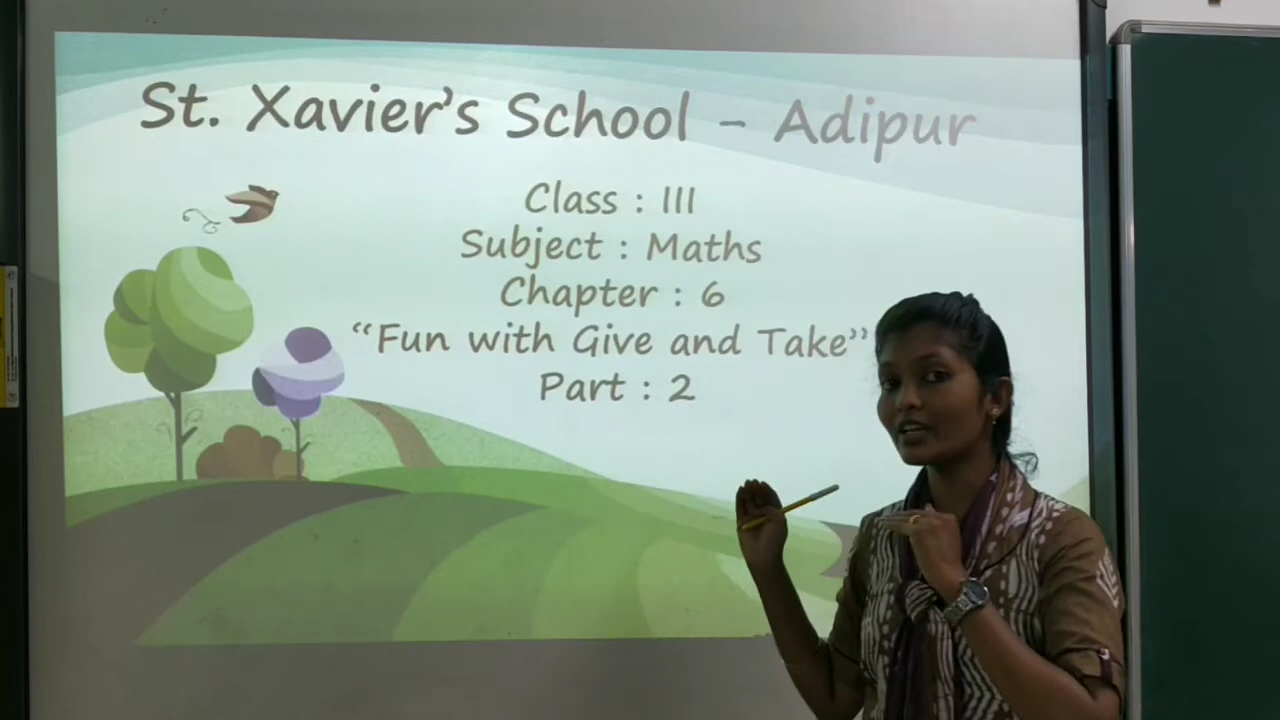 St. Xavier's School - Adipur
Class : III
Subject : Maths
Chapter : 6
“Fun with Give and Take”
Part : 2